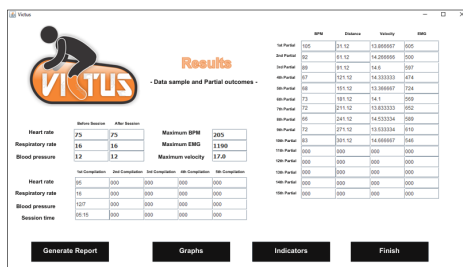 Victus
VICTUS
Results
- Data sample and Partial outcomes -
Before Session After Session
Heart rate 75 75 Maximum BPM 205
Respiratory rate 16 16 Maximum EMG 1190
Blood pressure 12 12 Maximum velocity 17.0
1st Compilation 2nd Compilation 3rd Compilation 4th Compilation 5th Compilation
Heart rate 95 000 000 000 000
Respiratory rate 16 000 000 000 000
Blood pressure 12/7 000 000 000 000
Session time 05:15 000 000 000 000
BPM Distance Velocity EMG
1st Partial 105 31.12 13.866667 605
2nd Partial 92 61.12 14.266666 500
3rd Partial 89 91.12 14.6 597
4th Partial 67 121.12 14.333333 474
5th Partial 68 151.12 13.366667 724
6th Partial 73 181.12 14.1 569
7th Partial 72 211.12 13.833333 552
8th Partial 66 241.12 14.533334 589
9th Partial 72 271.12 13.533334 610
10th Partial 83 301.12 14.666667 546
11th Partial 000 000 000 000
12th Partial 000 000 000 000
13th Partial 000 000 000 000
14th Partial 000 000 000 000
15th Partial 000 000 000 000
Generate Report Graphs Indicators Finish